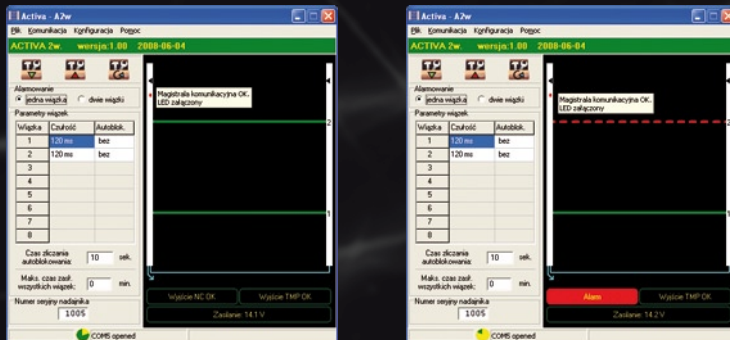 Activa - A2w
Plik Komunikacja Konfiguracja Pomoc
ACTIVA 2w. wersja:1.00 2008-06-04
Alarmowanie
jedna wiązka dwie wiązki
Parametry wiązek.
Wiązka Czułość Autoblok.
1 120 ms bez
2 120 ms bez
3
4
5
6
7
8
Czas zliczania autoblokowania: 10 sek.
Maks. czas zasł. wszystkich wiązek: 0 min.
Numer seryjny nadajnika
1005
Magistrala komunikacyjna OK.
LED załączony
2
1
Wyjście NC OK. Wyjście TMP OK
Zasilanie: 14.1 V
COM5 opened
Activa - A2w
Plik Komunikacja Konfiguracja Pomoc
ACTIVA 2w. wersja:1.00 2008-06-04
Alarmowanie
jedna wiązka dwie wiązki
Parametry wiązek.
Wiązka Czułość Autoblok.
1 120 ms bez
2 120 ms bez
3
4
5
6
7
8
Czas zliczania autoblokowania: 10 sek.
Maks. czas zasł. wszystkich wiązek: 0 min.
Numer seryjny nadajnika
1005
Magistrala komunikacyjna OK.
LED załączony
2
1
Alarm Wyjście TMP OK
Zasilanie: 14.2 V
COM5 opened